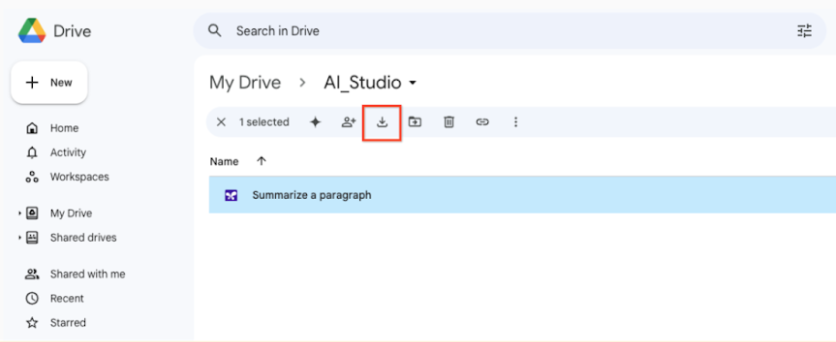 Drive
Search in Drive
New
My Drive > AI_Studio
1 selected
Home
Activity
Workspaces
Name
Summarize a paragraph
My Drive
Shared drives
Shared with me
Recent
Starred